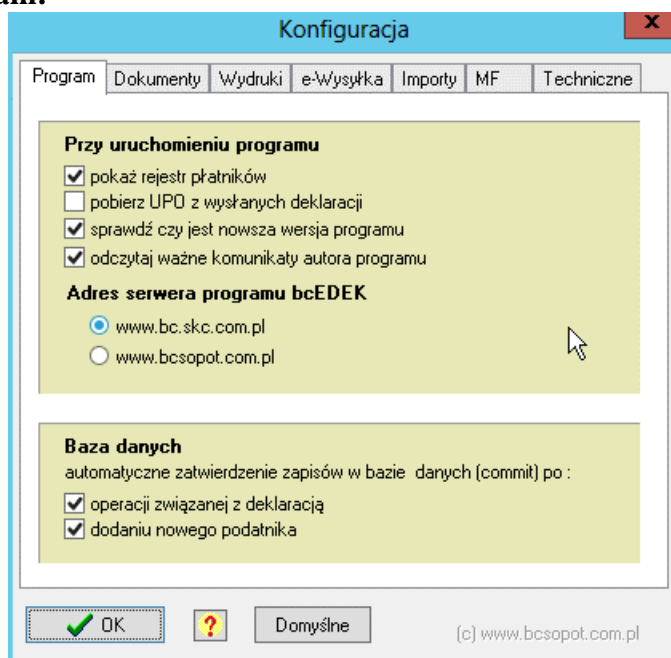 Konfiguracja
x
Program Dokumenty Wydruki e-Wysyłka Importy MF Techniczne
Przy uruchomieniu programu
pokaż rejestr płatników
pobierz UPO z wysłanych deklaracji
sprawdź czy jest nowsza wersja programu
odczytaj ważne komunikaty autora programu
Adres serwera programu bcEDEK
www.bc.skc.com.pl
www.bcsopot.com.pl
Baza danych
automatyczne zatwierdzenie zapisów w bazie danych (commit) po :
operacji związanej z deklaracją
dodaniu nowego podatnika
OK ? Domyślne (c) www.bcsopot.com.pl